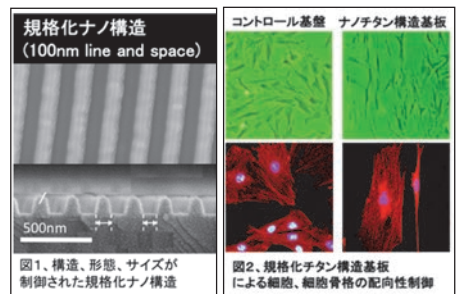 規格化ナノ構造
(100nm line and space)
500nm
図1、構造、形態、サイズが
制御された規格化ナノ構造
コントロール基盤
ナノチタン構造基板
図2、規格化チタン構造基板
による細胞、細胞骨格の配向性制御